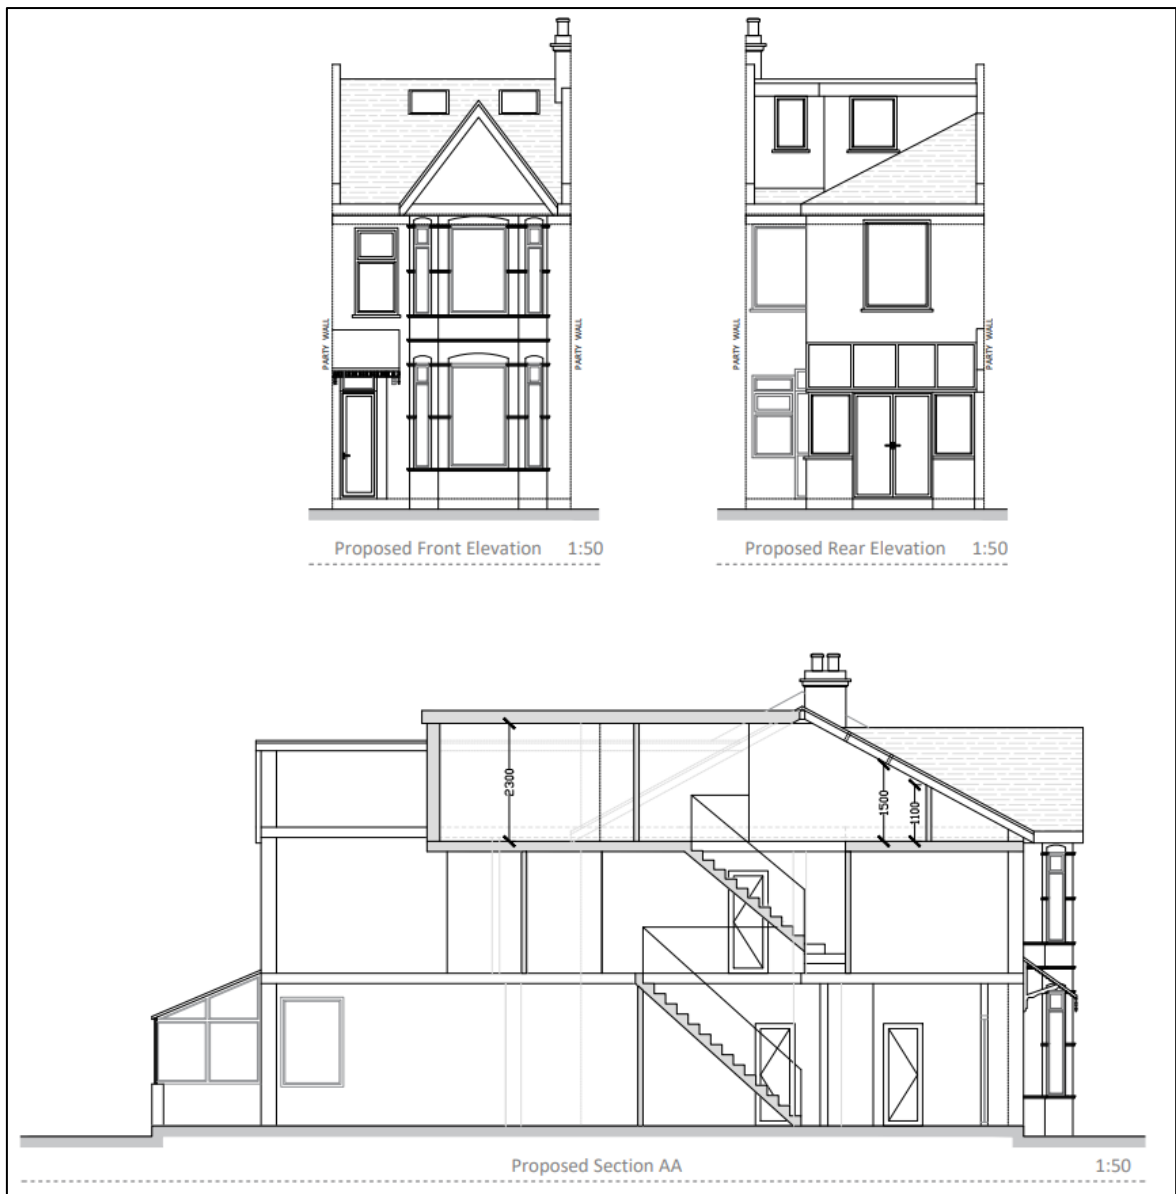 PARTY WALL
PARTY WALL
PARTY WALL
PARTY WALL
Proposed Front Elevation 1:50
Proposed Rear Elevation 1:50
2300
1500
1100
Proposed Section AA 1:50